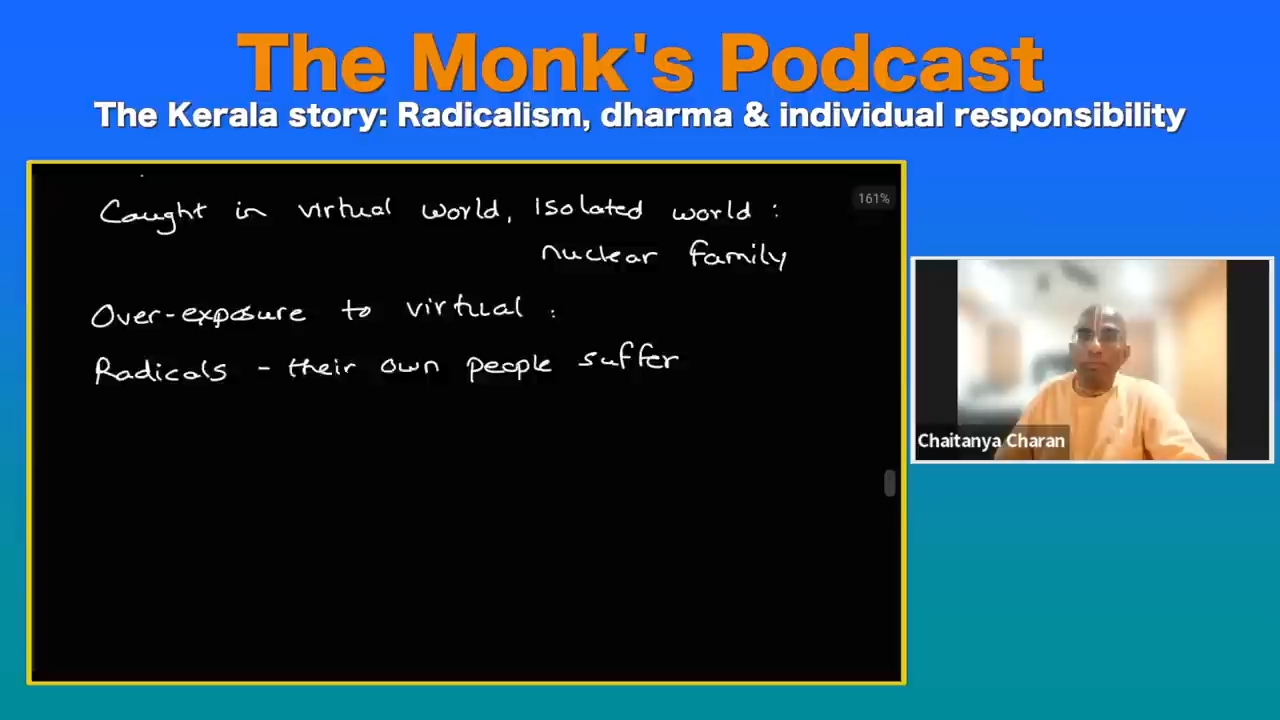 The Monk's Podcast
The Kerala story: Radicalism, dharma & individual responsibility
161%
Caught in virtual world, Isolated world :
nuclear family
Over-exposure to virtual :
Radicals - their own people suffer
Chaitanya Charan